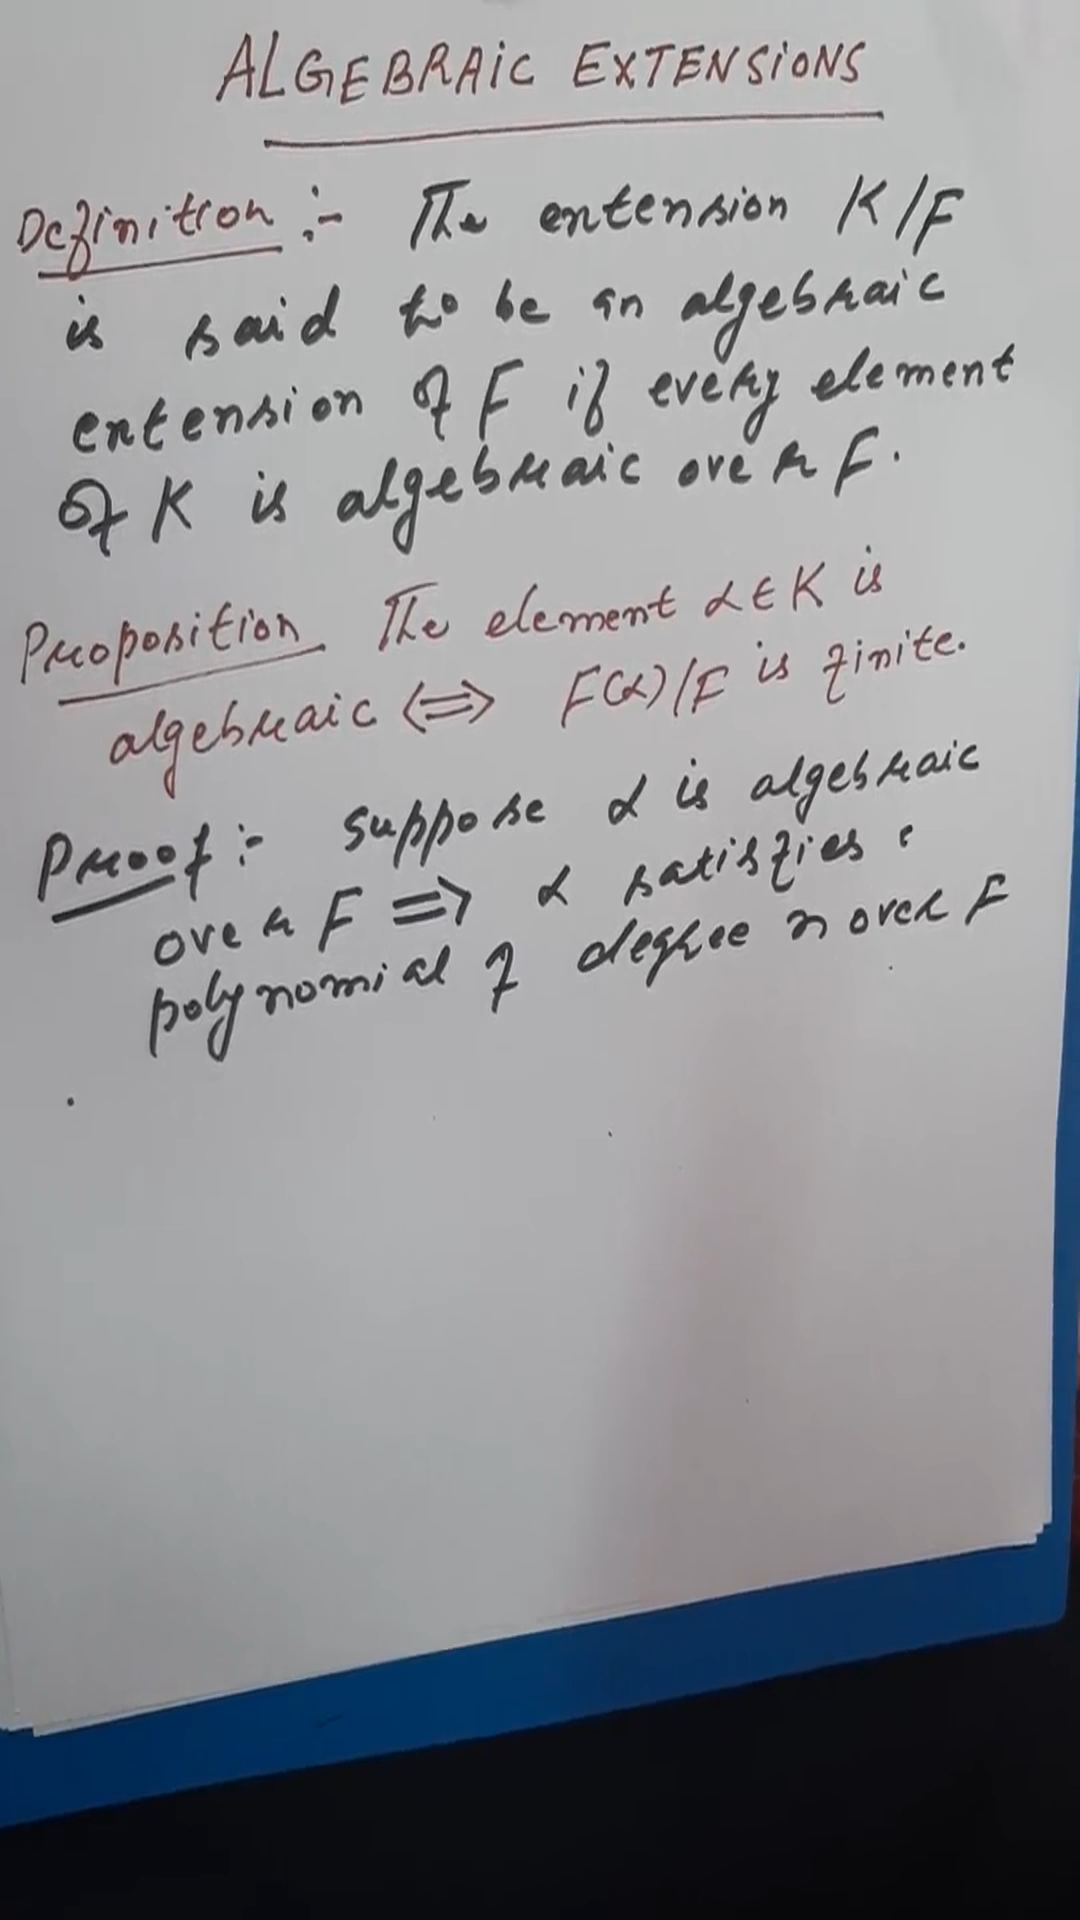 ALGEBRAIC EXTENSIONS
Definition :- The extension K/F
is said to be an algebraic
extension of F if every element
of K is algebraic over F.
Proposition The element α ∈ K is
algebraic ⟺ F(α)/F is finite.
Proof :- suppose α is algebraic
over F ⟹ α satisfies
polynomial of degree n over F